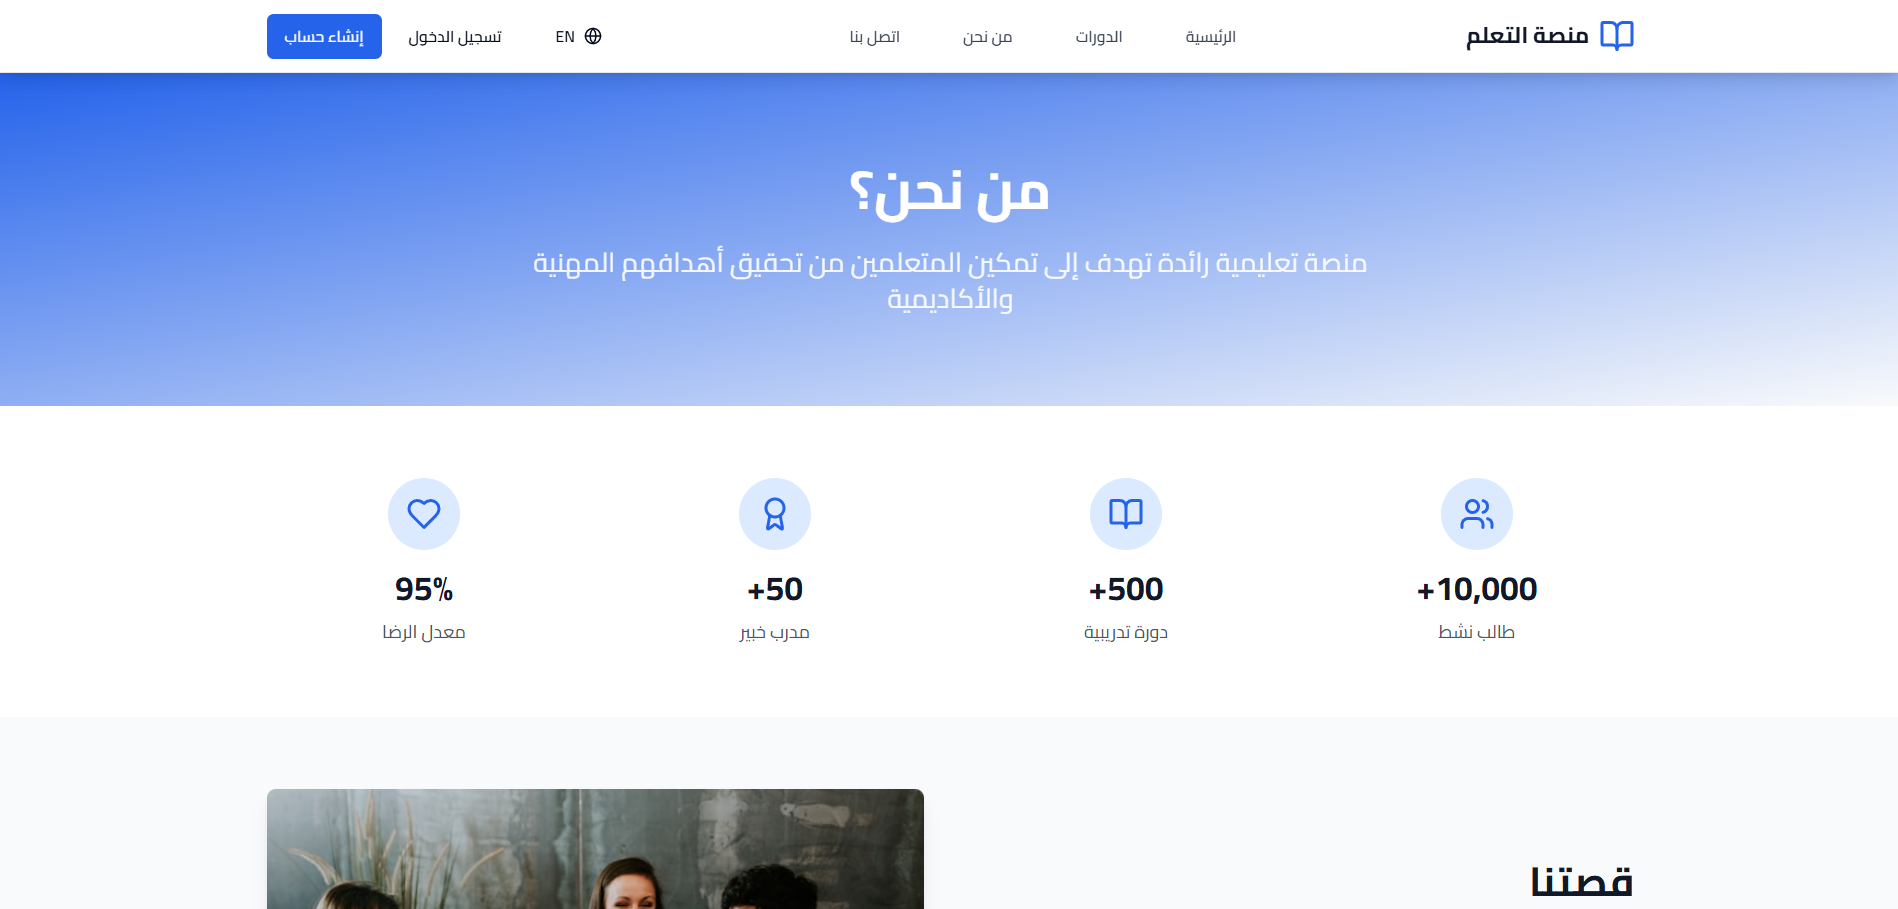 منصة التعلم
الرئيسية
الدورات
من نحن
اتصل بنا
EN
تسجيل الدخول
إنشاء حساب
من نحن؟
منصة تعليمية رائدة تهدف إلى تمكين المتعلمين من تحقيق أهدافهم المهنية
والأكاديمية
+10,000
طالب نشط
+500
دورة تدريبية
+50
مدرب خبير
95%
معدل الرضا
قصتنا